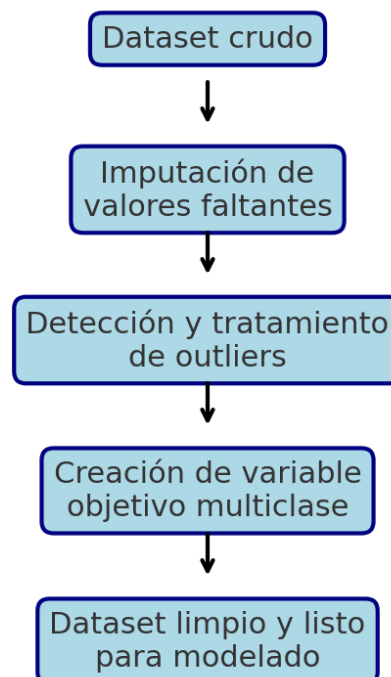 Dataset crudo
Imputación de
valores faltantes
Detección y tratamiento
de outliers
Creación de variable
objetivo multiclase
Dataset limpio y listo
para modelado